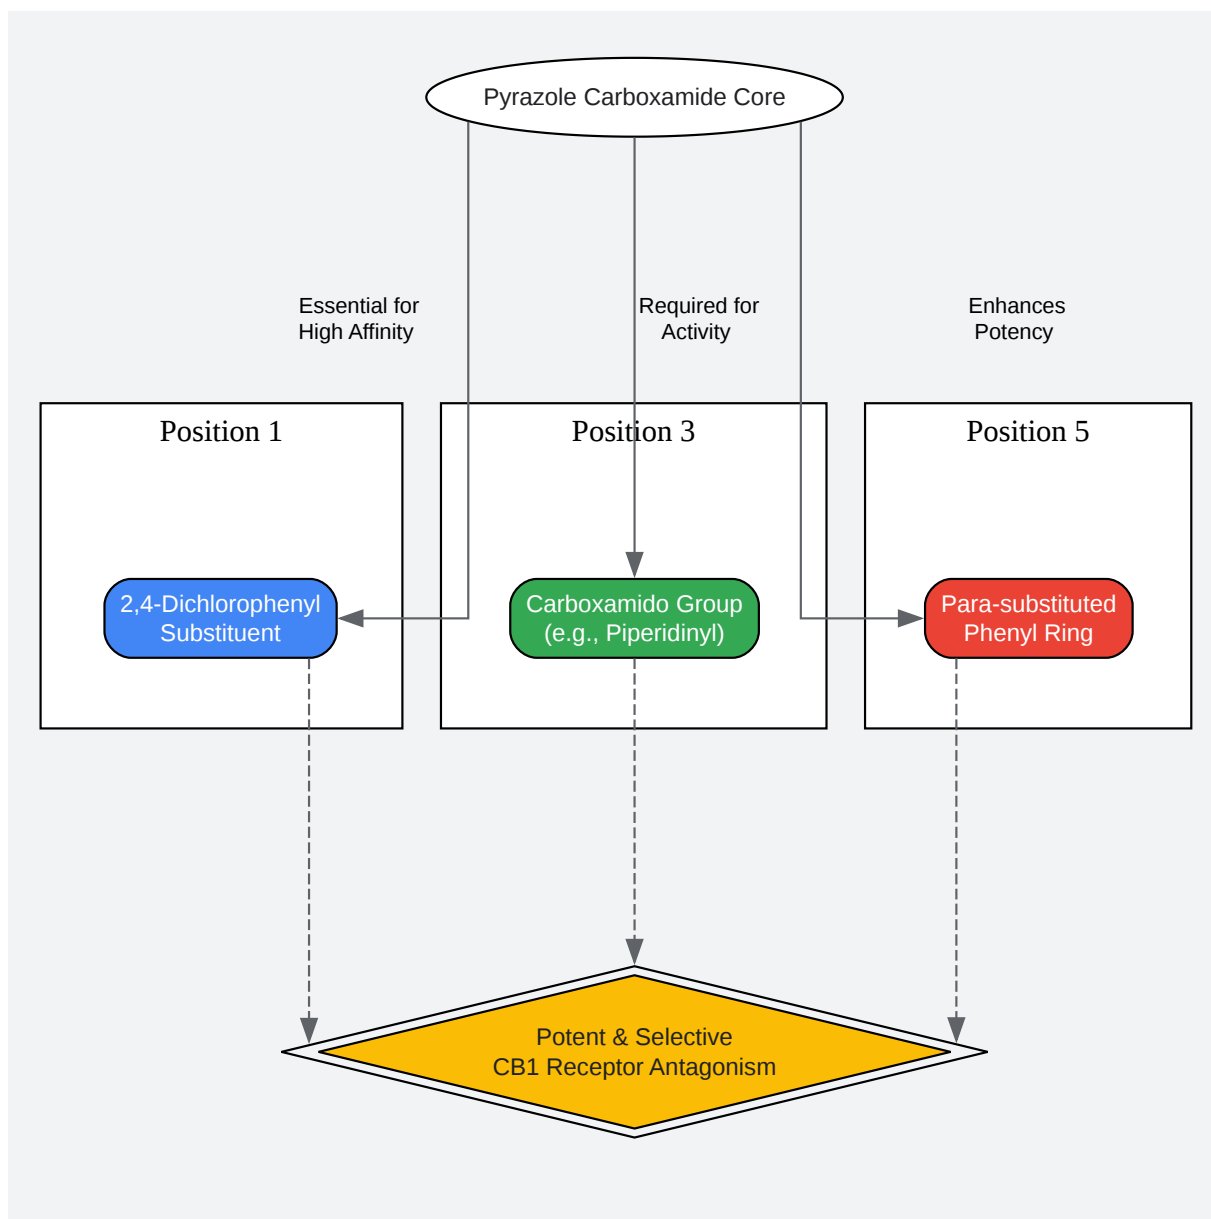 Pyrazole Carboxamide Core
Essential for
High Affinity
Required for
Activity
Enhances
Potency
Position 1
Position 3
Position 5
2,4-Dichlorophenyl
Substituent
Carboxamido Group
(e.g., Piperidinyl)
Para-substituted
Phenyl Ring
Potent & Selective
CB1 Receptor Antagonism